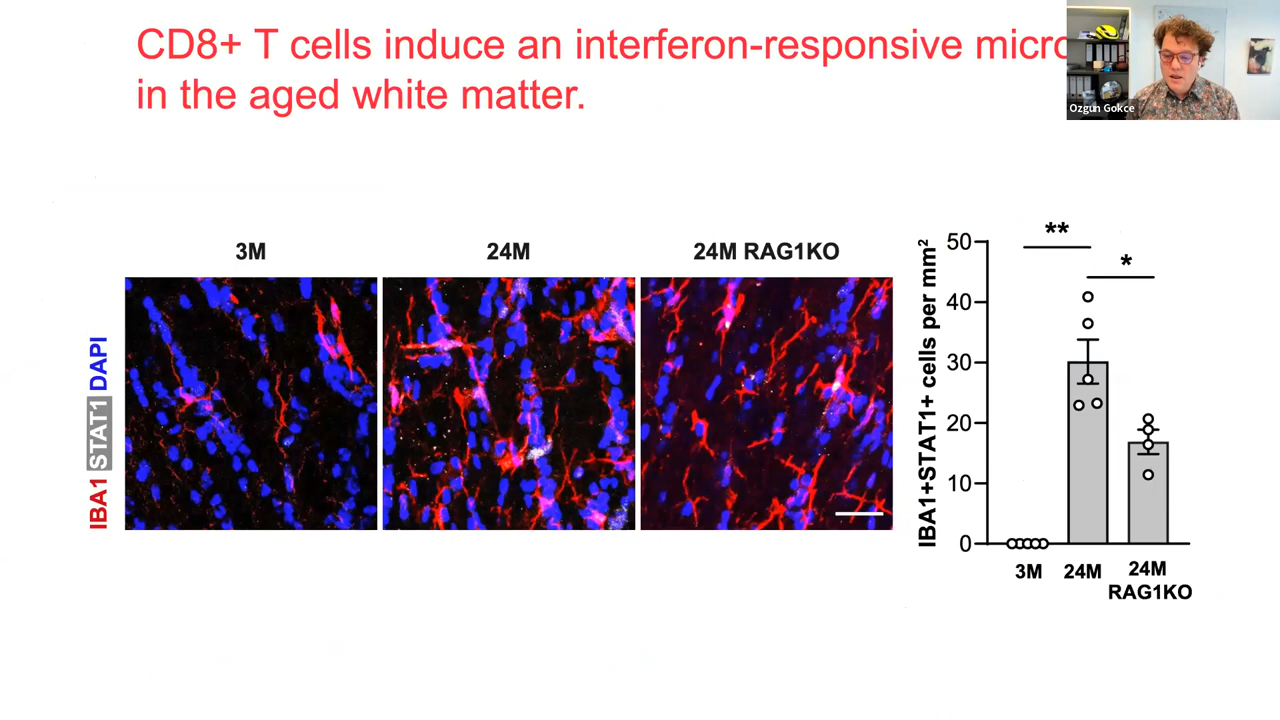 CD8+ T cells induce an interferon-responsive micro
in the aged white matter.
Ozgun Gokce
3M
24M
24M RAG1KO
IBA1 STAT1 DAPI
IBA1+STAT1+ cells per mm²
**
*
50
40
30
20
10
0
3M
24M
24M
RAG1KO